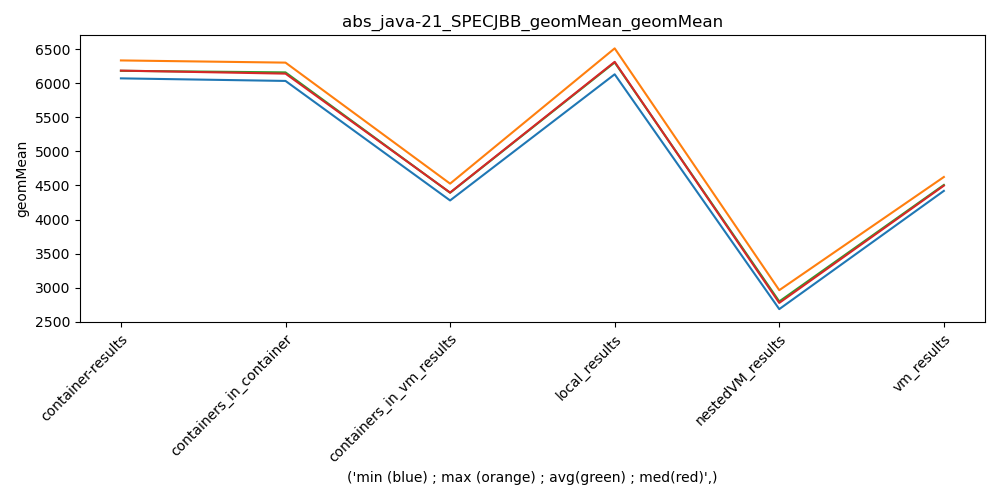 abs_java-21_SPECJBB_geomMean_geomMean
6500
6000
5500
5000
4500
4000
3500
3000
2500
geomMean
container-results
containers_in_container
containers_in_vm_results
local_results
nestedVM_results
vm_results
('min (blue) ; max (orange) ; avg(green) ; med(red)',)